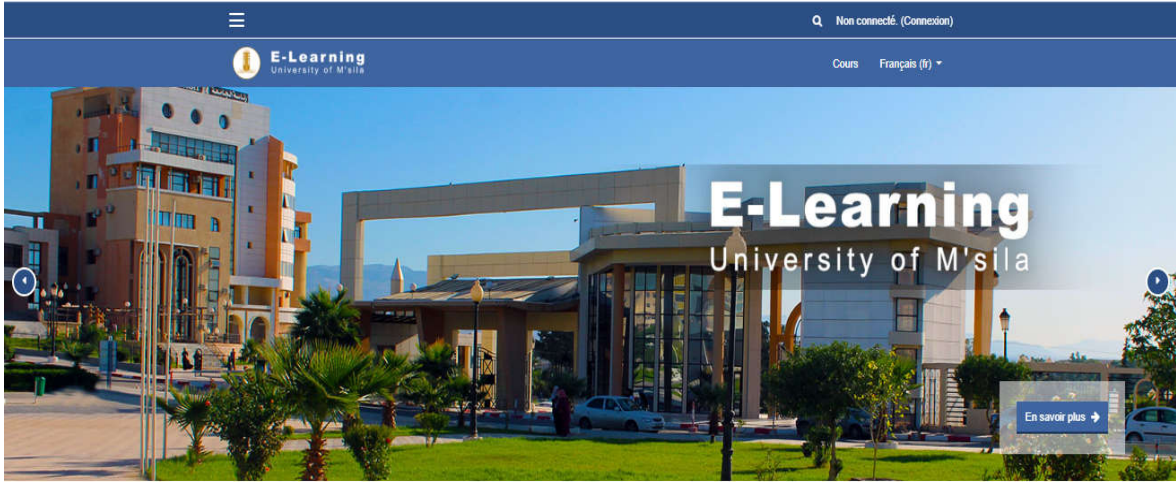 Non connecté. (Connexion)
E-Learning
University of M'sila
Cours Français (fr)
E-Learning
University of M'sila
En savoir plus